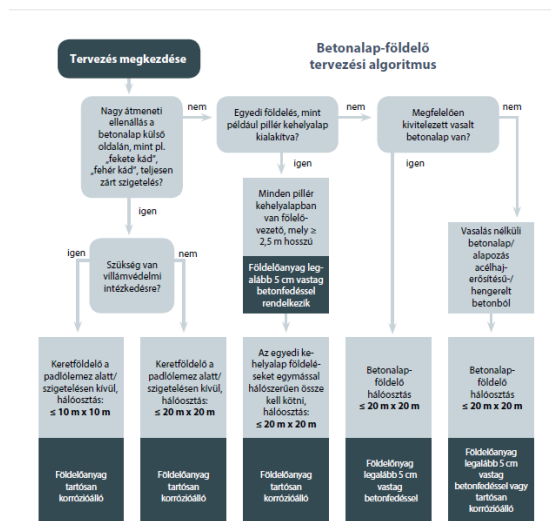 Betonalap-földelő
tervezési algoritmus
Tervezés megkezdése
Nagy átmeneti
ellenállás a
betonalap külső
oldalán, mint pl.
„fekete kád”,
„fehér kád”, teljesen
zárt szigetelés?
nem
Egyedi földelés, mint
például pillér kehelyalap
kialakítva?
nem
Megfelelően
kivitelezett vasalt
betonalap van?
nem
igen
igen
igen
Minden pillér
kehelyalapban
van fölelő-
vezető, mely ≥
2,5 m hosszú
Földelőanyag leg-
alább 5 cm vastag
betonfedéssel
rendelkezik
Vasalás nélküli
betonalap/
alapozás
acélhaj-
erősítésű-/
hengerelt
betonból
igen
Szükség van
villámvédelmi
intézkedésre?
nem
Keretföldelő a
padlólemez alatt/
szigetelésen kívül,
hálóosztás:
≤ 10 m x 10 m
Földelőanyag
tartósan
korrózióálló
Keretföldelő a
padlólemez alatt/
szigetelésen kívül,
hálóosztás:
≤ 20 m x 20 m
Földelőanyag
tartósan
korrózióálló
Az egyedi ke-
helyalap földelé-
seket egymással
hálószerűen össze
kell kötni,
hálóosztás:
≤ 20 m x 20 m
Földelőanyag
tartósan
korrózióálló
Betonalap-
földelő
hálóosztás
≤ 20 m x 20 m
Földelőnyag
legalább 5 cm
vastag
betonfedéssel
Betonalap-
földelő
hálóosztás
≤ 20 m x 20 m
Földelőanyag
legalább 5 cm
vastag
betonfedéssel vagy
tartósan
korrózióálló